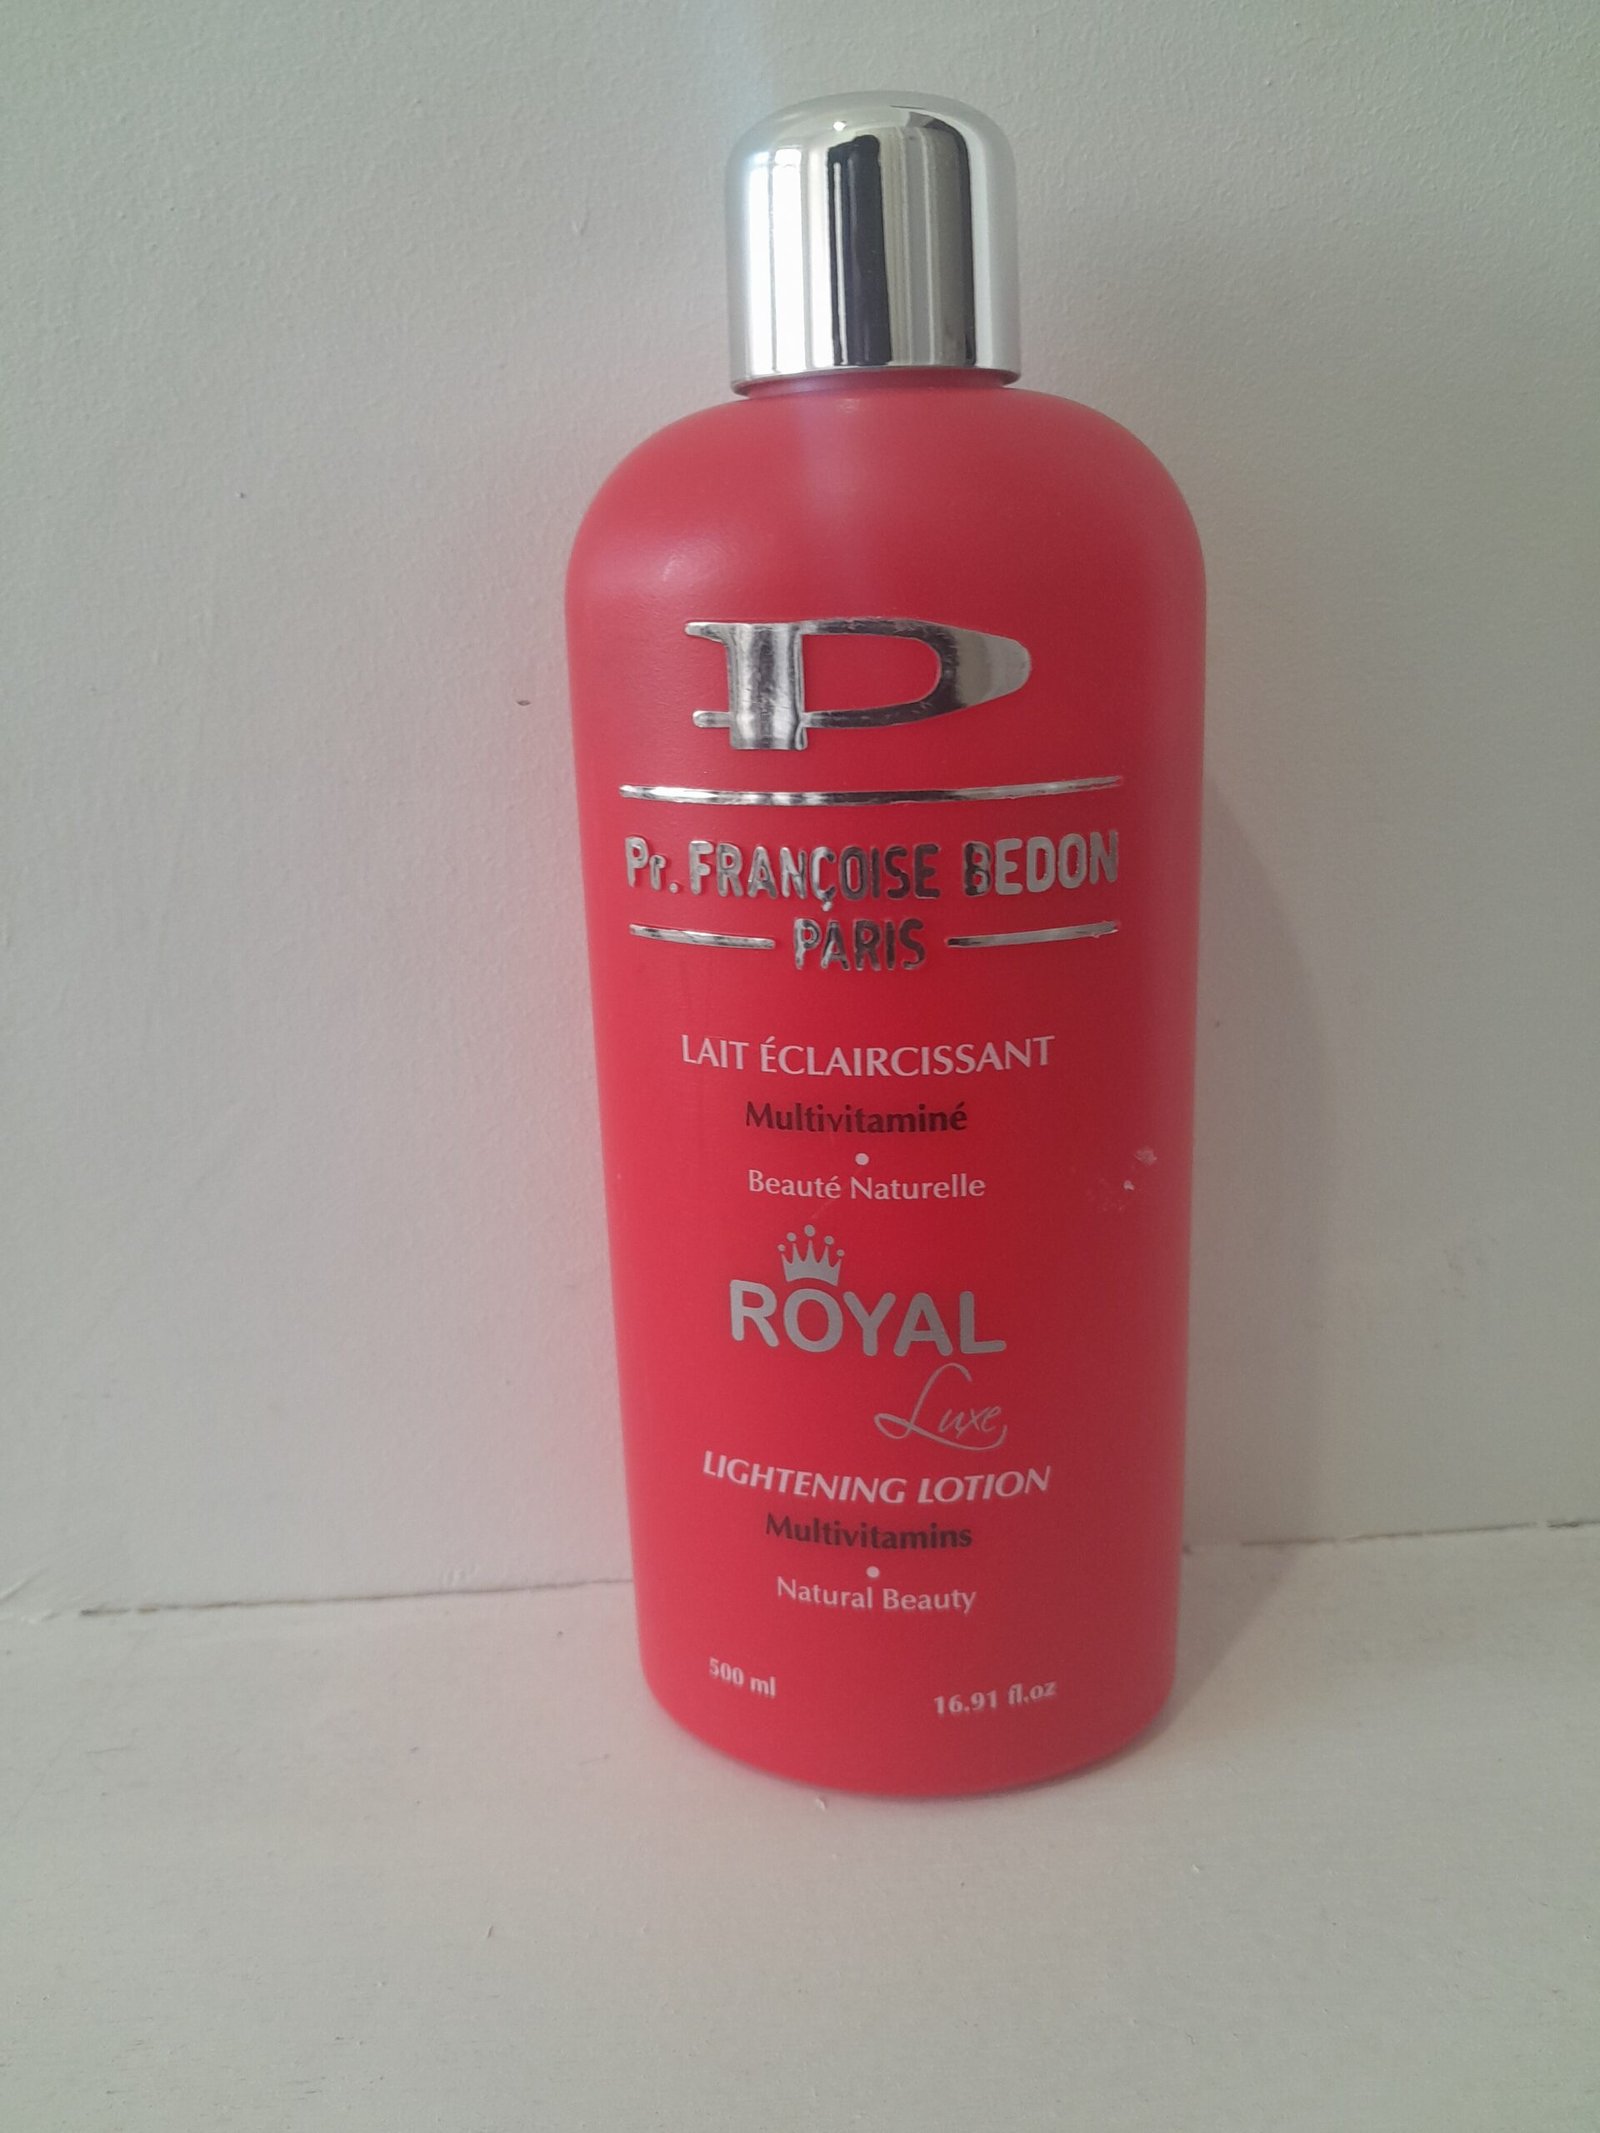 P
Pr. FRANÇOISE BEDON
PARIS
LAIT ÉCLAIRCISSANT
Multivitaminé
Beauté Naturelle
ROYAL
Luxe
LIGHTENING LOTION
Multivitamins
Natural Beauty
500 ml 16.91 fl.oz